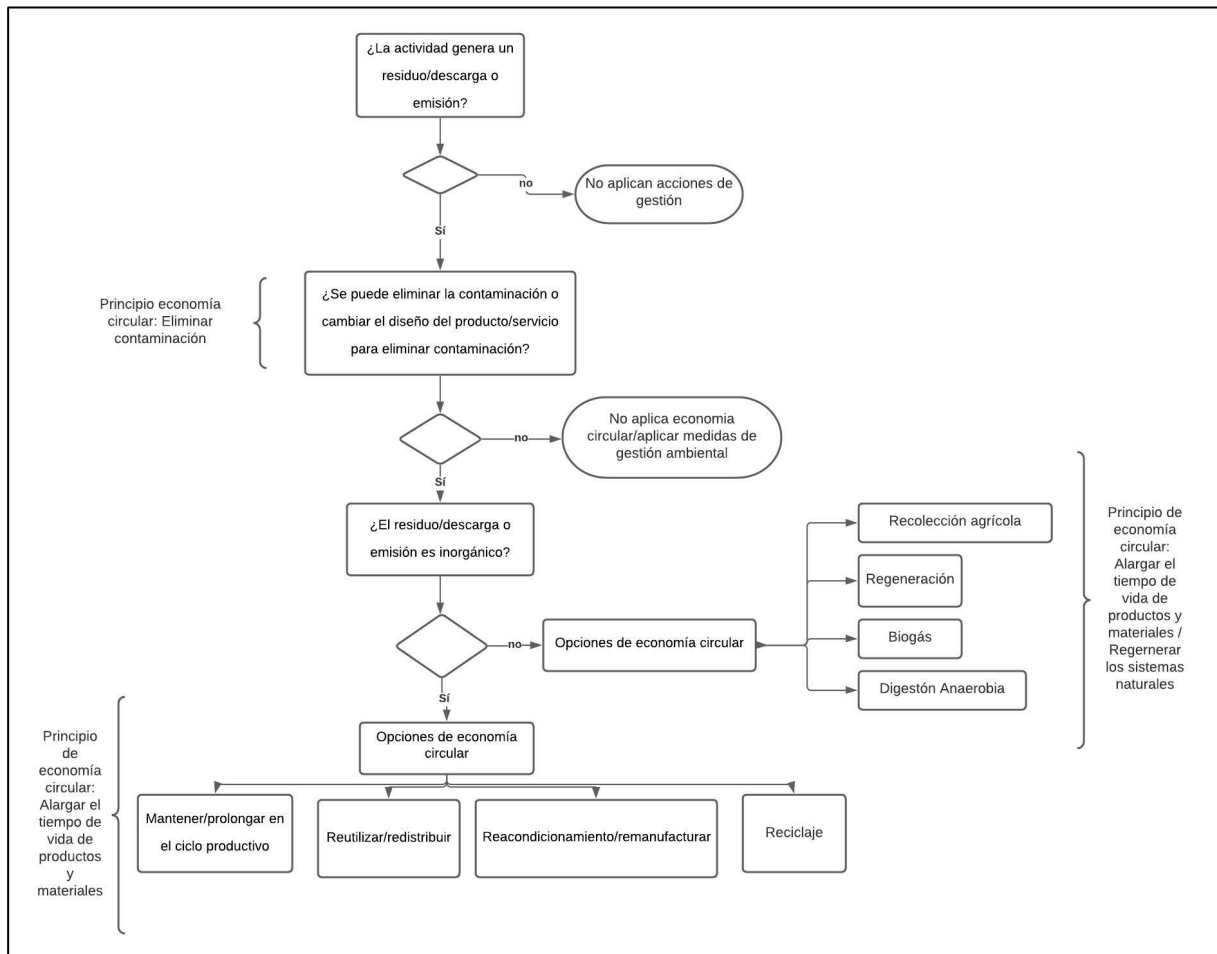 ¿La actividad genera un
residuo/descarga o
emisión?
no
No aplican acciones de
gestión
Sí
Principio economía
circular: Eliminar
contaminación
¿Se puede eliminar la contaminación o
cambiar el diseño del producto/servicio
para eliminar contaminación?
no
No aplica economia
circular/aplicar medidas de
gestión ambiental
Sí
¿El residuo/descarga o
emisión es inorgánico?
no
Opciones de economía circular
Recolección agrícola
Regeneración
Biogás
Digestón Anaerobia
Principio de
economía
circular:
Alargar el
tiempo de
vida de
productos y
materiales /
Regernerar
los sistemas
naturales
Sí
Opciones de economía
circular
Principio
de
economía
circular:
Alargar el
tiempo de
vida de
productos
y
materiales
Mantener/prolongar en
el ciclo productivo
Reutilizar/redistribuir
Reacondicionamiento/remanufacturar
Reciclaje